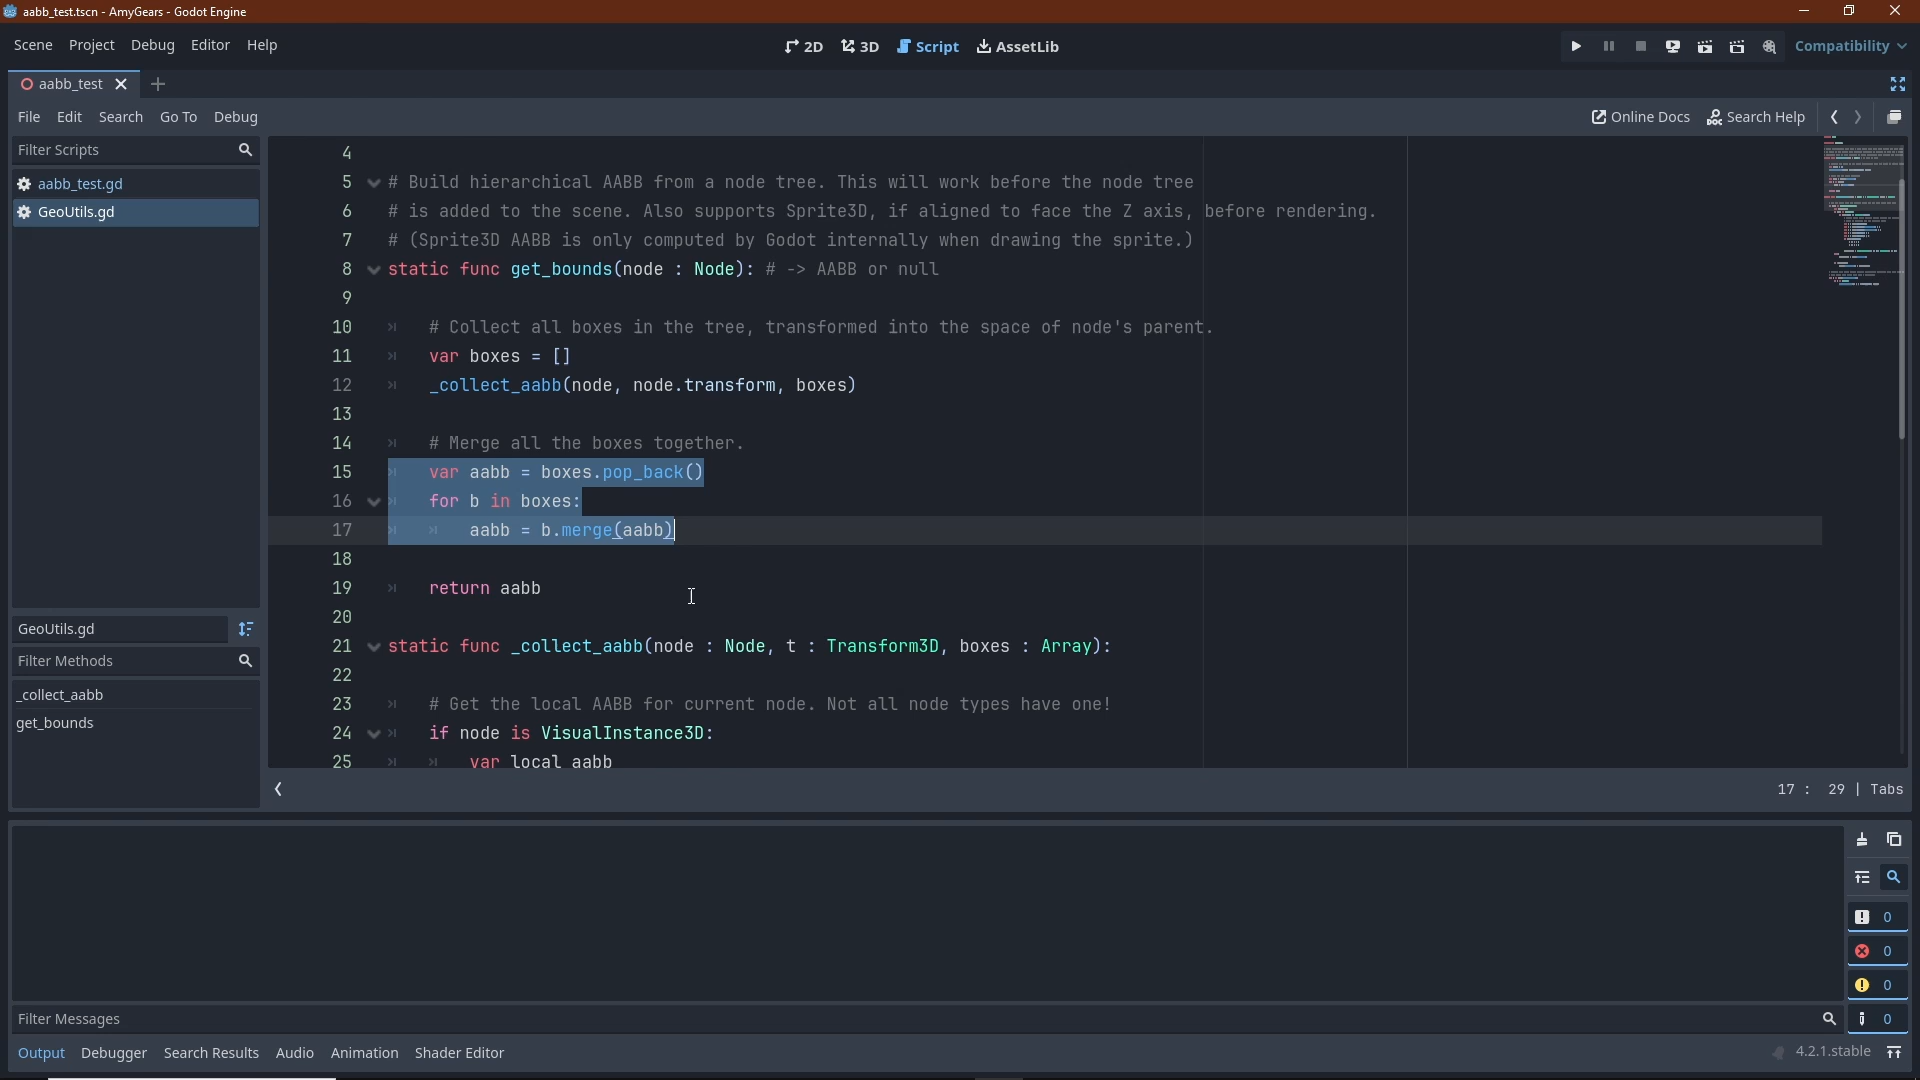 aabb_test.tscn - AmyGears - Godot Engine
Scene Project Debug Editor Help
2D 3D Script AssetLib
Compatibility
aabb_test
File Edit Search Go To Debug
Online Docs Search Help
Filter Scripts
aabb_test.gd
GeoUtils.gd
GeoUtils.gd
Filter Methods
_collect_aabb
get_bounds
4
5 # Build hierarchical AABB from a node tree. This will work before the node tree
6 # is added to the scene. Also supports Sprite3D, if aligned to face the Z axis, before rendering.
7 # (Sprite3D AABB is only computed by Godot internally when drawing the sprite.)
8 static func get_bounds(node : Node): # -> AABB or null
9
10 # Collect all boxes in the tree, transformed into the space of node's parent.
11 var boxes = []
12 _collect_aabb(node, node.transform, boxes)
13
14 # Merge all the boxes together.
15 var aabb = boxes.pop_back()
16 for b in boxes:
17 aabb = b.merge(aabb)
18
19 return aabb
20
21 static func _collect_aabb(node : Node, t : Transform3D, boxes : Array):
22
23 # Get the local AABB for current node. Not all node types have one!
24 if node is VisualInstance3D:
25 var local_aabb
17 : 29 | Tabs
0
0
0
0
Filter Messages
Output Debugger Search Results Audio Animation Shader Editor
4.2.1.stable